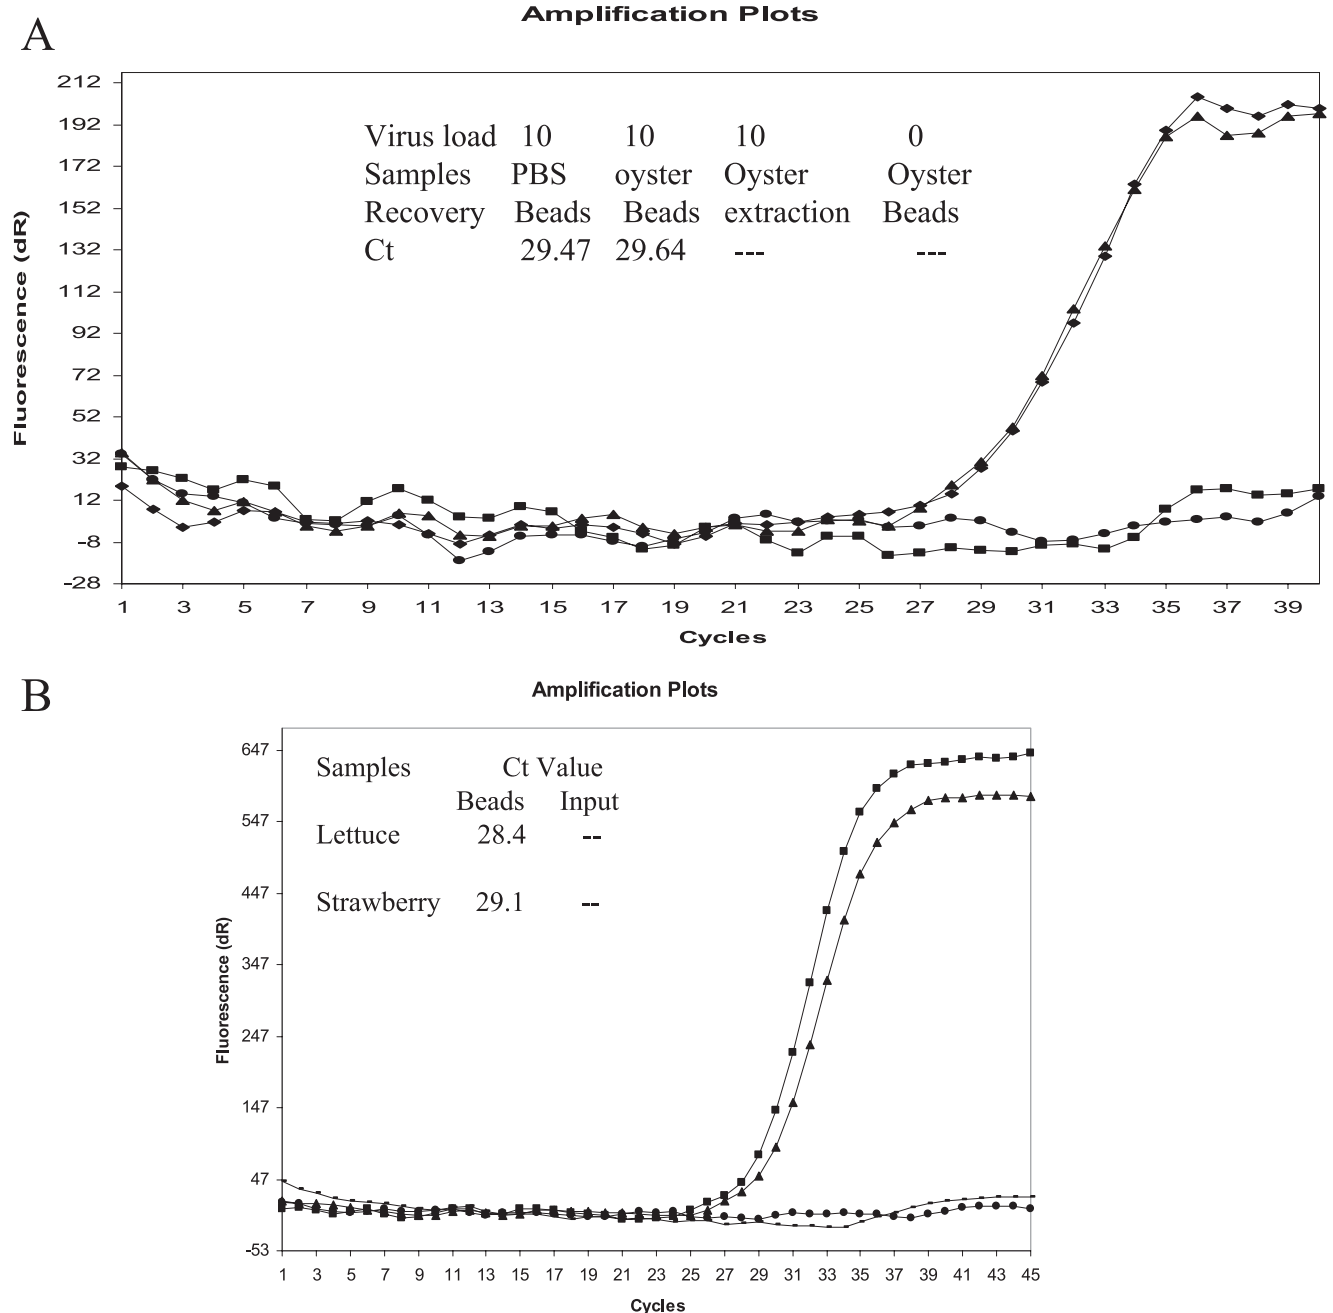 Amplification Plots
A
212
192
172
152
132
112
92
72
52
32
12
-8
-28
Fluorescence (dR)
Virus load 10 10 10 0
Samples PBS oyster Oyster Oyster
Recovery Beads Beads extraction Beads
Ct 29.47 29.64 --- ---
1 3 5 7 9 11 13 15 17 19 21 23 25 27 29 31 33 35 37 39
Cycles
B
Amplification Plots
647
547
447
347
247
147
47
-53
Fluorescence (dR)
Samples Ct Value
Beads Input
Lettuce 28.4 --
Strawberry 29.1 --
1 3 5 7 9 11 13 15 17 19 21 23 25 27 29 31 33 35 37 39 41 43 45
Cycles